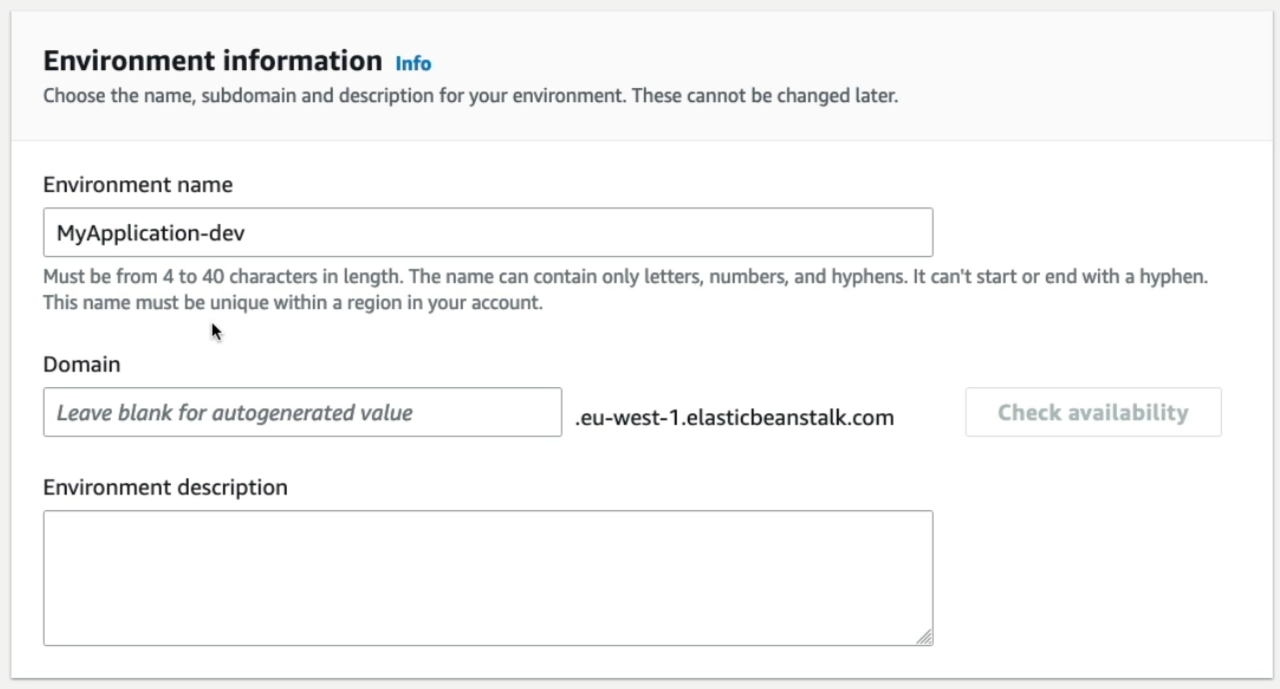 Environment information Info
Choose the name, subdomain and description for your environment. These cannot be changed later.
Environment name
MyApplication-dev
Must be from 4 to 40 characters in length. The name can contain only letters, numbers, and hyphens. It can't start or end with a hyphen.
This name must be unique within a region in your account.
Domain
Leave blank for autogenerated value .eu-west-1.elasticbeanstalk.com Check availability
Environment description